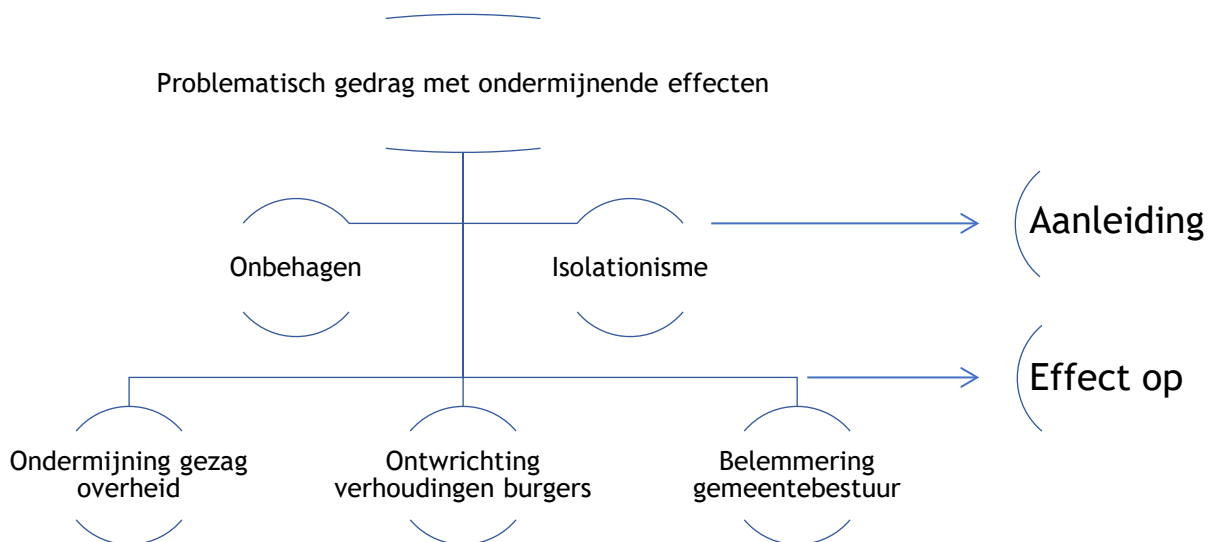 Problematisch gedrag met ondermijnende effecten
Aanleiding
Onbehagen
Isolationisme
Effect op
Ondermijning gezag
overheid
Ontwrichting
verhoudingen burgers
Belemmering
gemeentebestuur